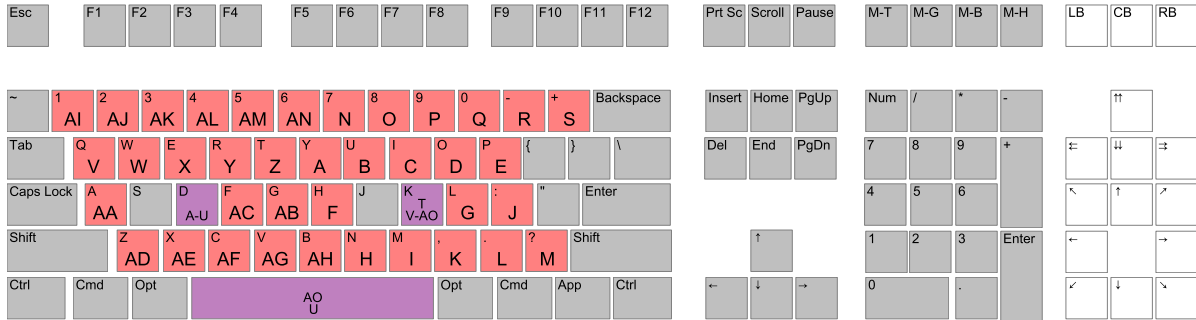 Esc F1 F2 F3 F4 F5 F6 F7 F8 F9 F10 F11 F12 Prt Sc Scroll Pause M-T M-G M-B M-H LB CB RB
~ 1 2 3 4 5 6 7 8 9 0 - + Backspace Insert Home PgUp Num / * - ⇈
AI AJ AK AL AM AN N O P Q R S
Tab Q W E R T Y U I O P { } \ Del End PgDn 7 8 9 + ⇇ ⇊ ⇉
V W X Y Z A B C D E
Caps Lock A S D F G H J K L : " Enter 4 5 6 ↖ ↑ ↗
AA A-U AC AB F T G J
V-AO
Shift Z X C V B N M , . ? Shift ↑ 1 2 3 Enter ← →
AD AE AF AG AH H I K L M
Ctrl Cmd Opt Opt Cmd App Ctrl ← ↓ → 0 . ↙ ↓ ↘
AO
U